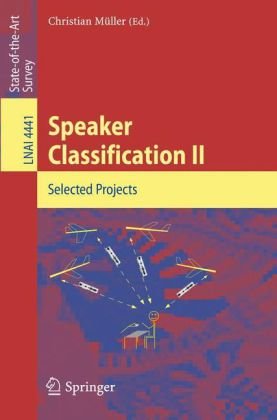 Christian Müller (Ed.)
State-of-the-Art
Survey
LNAI 4441
Speaker
Classification II
Selected Projects
Springer